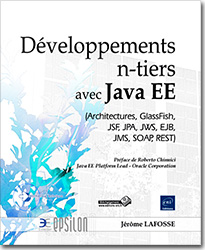 Développements
n-tiers
avec Java EE
(Architectures, GlassFish,
JSF, JPA, JWS, EJB,
JMS, SOAP, REST)
Préface de Roberto Chinnici
Java EE Platform Lead - Oracle Corporation
epsilon
Jérôme LAFOSSE